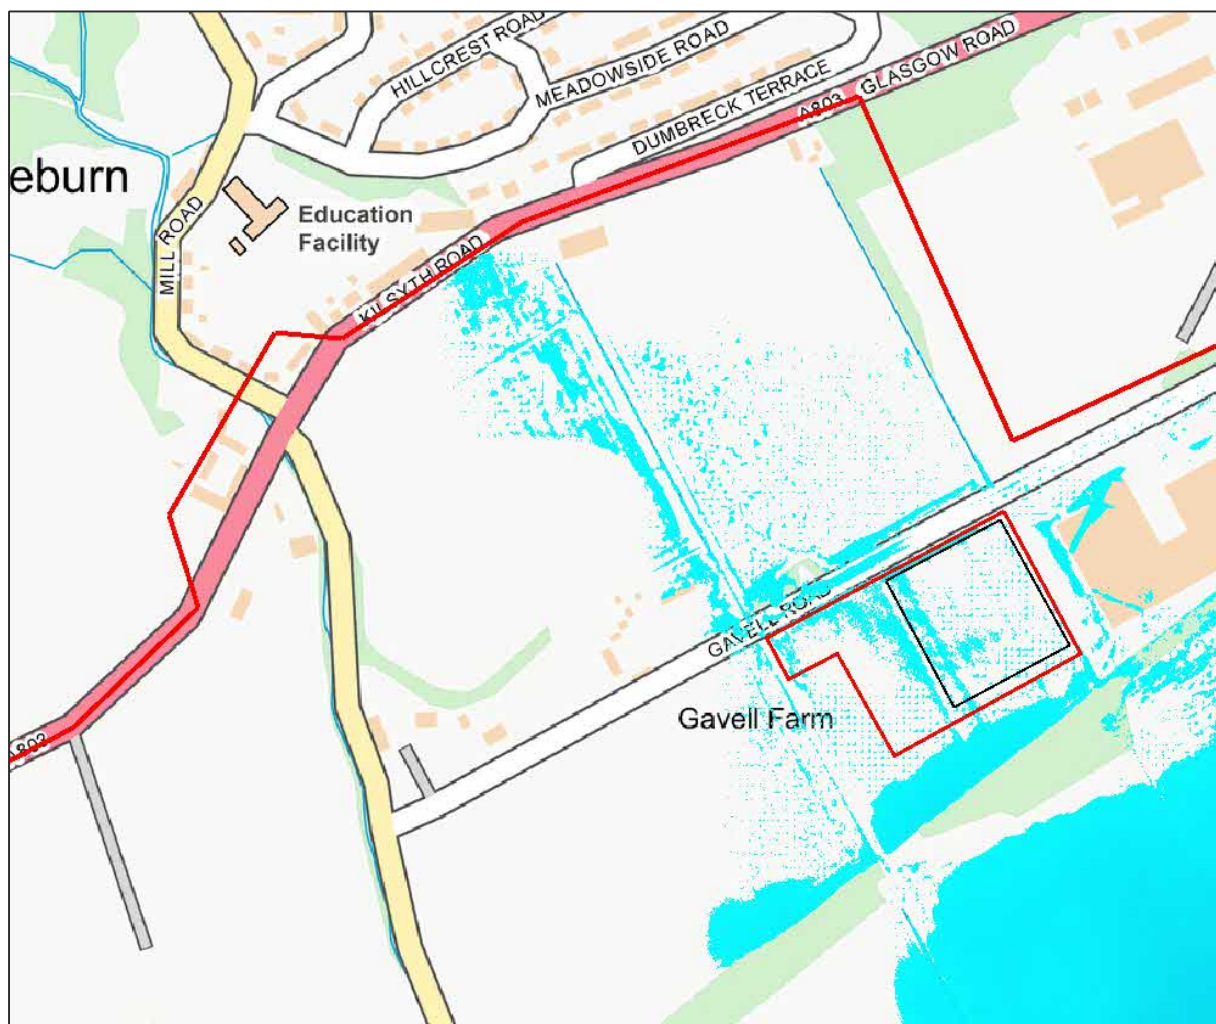 HILLCREST ROAD
MEADOWSIDE ROAD
DUMBRECK TERRACE
A803
GLASGOW ROAD
eburn
Education
Facility
MILL ROAD
KILSYTH ROAD
GAVELL ROAD
Gavell Farm
A803